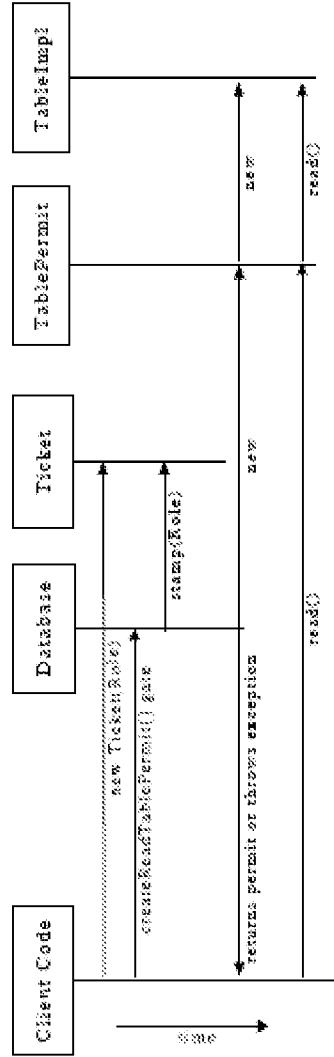 Client Code
Database
Ticket
TablePermit
TableImpl
new Ticket(Role)
createReadTablePermit() gate
stamp(Role)
returns permit or throws exception
new
new
read()
read()
time